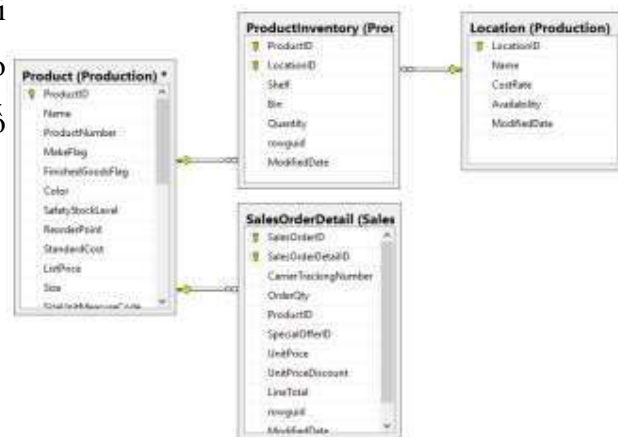 Product (Production) *
ProductID
Name
ProductNumber
MakeFlag
FinishedGoodsFlag
Color
SafetyStockLevel
ReorderPoint
StandardCost
ListPrice
Size
SizeUnitMeasureCode
ProductInventory (Proc
ProductID
LocationID
Shelf
Bin
Quantity
rowguid
ModifiedDate
Location (Production)
LocationID
Name
CostRate
Availability
ModifiedDate
SalesOrderDetail (Sales
SalesOrderID
SalesOrderDetailID
CarrierTrackingNumber
OrderQty
ProductID
SpecialOfferID
UnitPrice
UnitPriceDiscount
LineTotal
rowguid
ModifiedDate